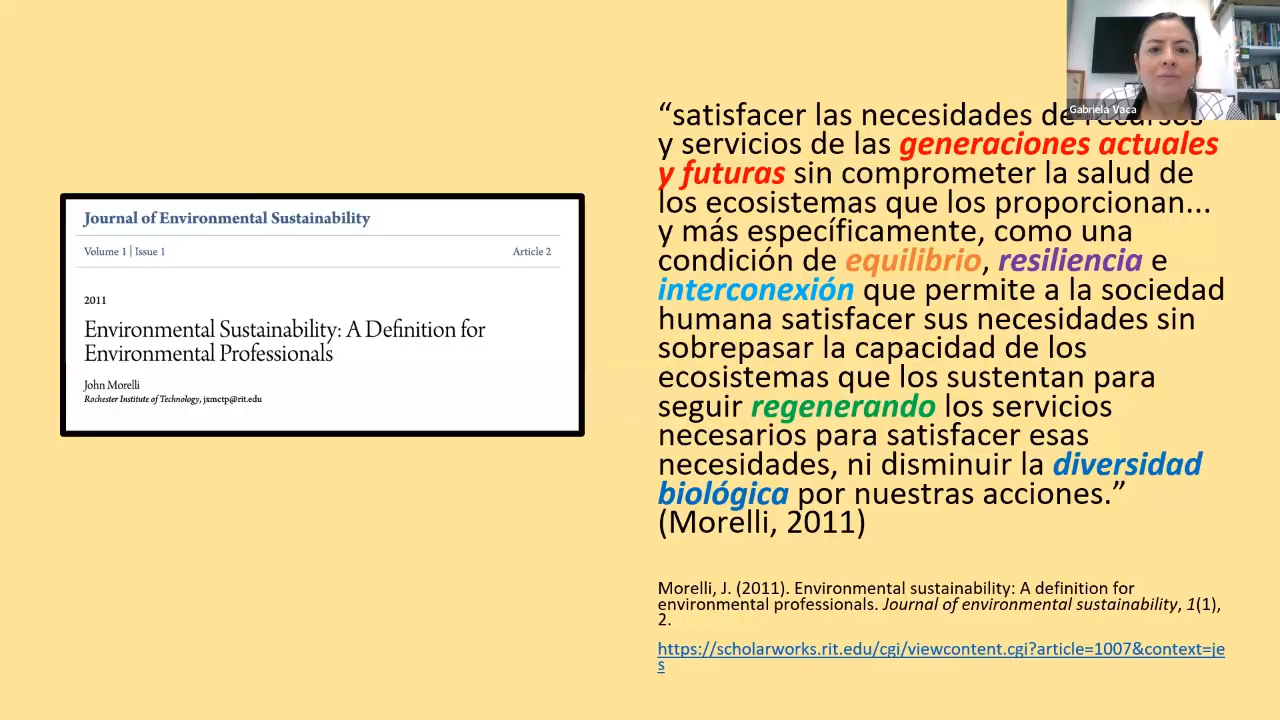 Gabriela Vaca
Journal of Environmental Sustainability
Volume 1 | Issue 1 Article 2
2011
Environmental Sustainability: A Definition for
Environmental Professionals
John Morelli
Rochester Institute of Technology, jxmctp@rit.edu
“satisfacer las necesidades de recursos
y servicios de las generaciones actuales
y futuras sin comprometer la salud de
los ecosistemas que los proporcionan...
y más específicamente, como una
condición de equilibrio, resiliencia e
interconexión que permite a la sociedad
humana satisfacer sus necesidades sin
sobrepasar la capacidad de los
ecosistemas que los sustentan para
seguir regenerando los servicios
necesarios para satisfacer esas
necesidades, ni disminuir la diversidad
biológica por nuestras acciones.”
(Morelli, 2011)
Morelli, J. (2011). Environmental sustainability: A definition for
environmental professionals. Journal of environmental sustainability, 1(1),
2.
https://scholarworks.rit.edu/cgi/viewcontent.cgi?article=1007&context=je
s